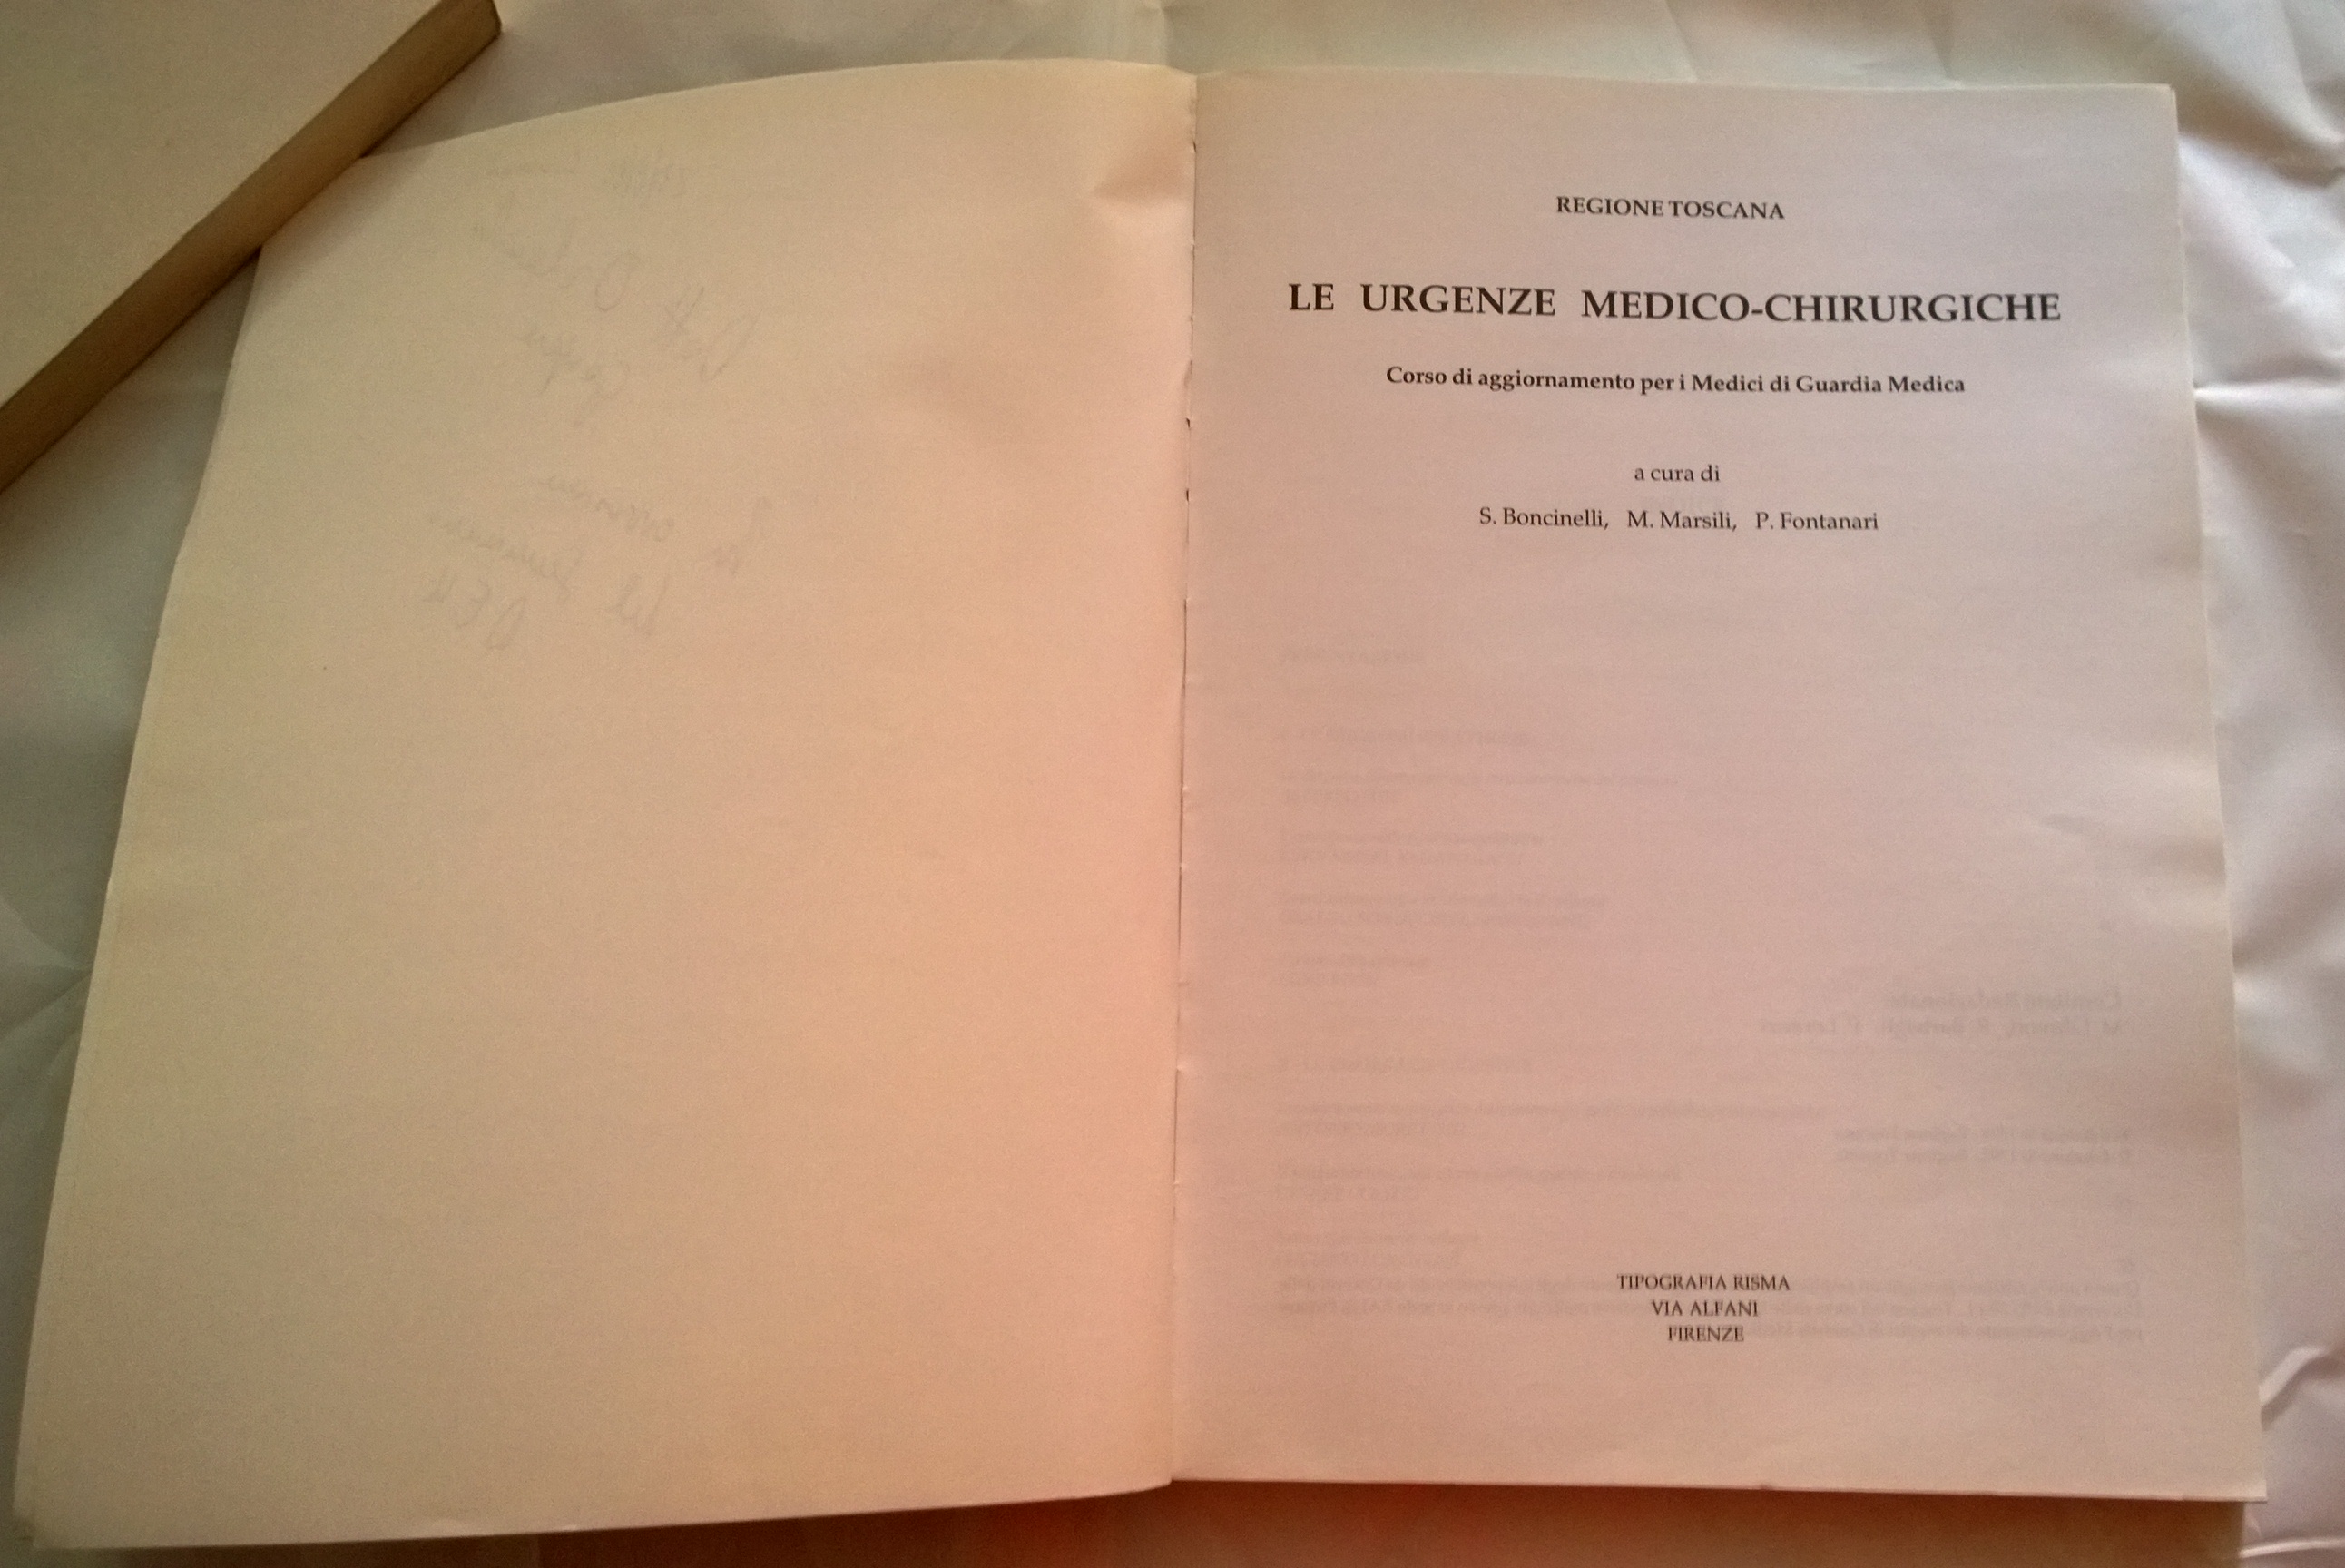 REGIONE TOSCANA
LE URGENZE MEDICO-CHIRURGICHE
Corso di aggiornamento per i Medici di Guardia Medica
a cura di
S. Boncinelli, M. Marsili, P. Fontanari
TIPOGRAFIA RISMA
VIA ALFANI
FIRENZE